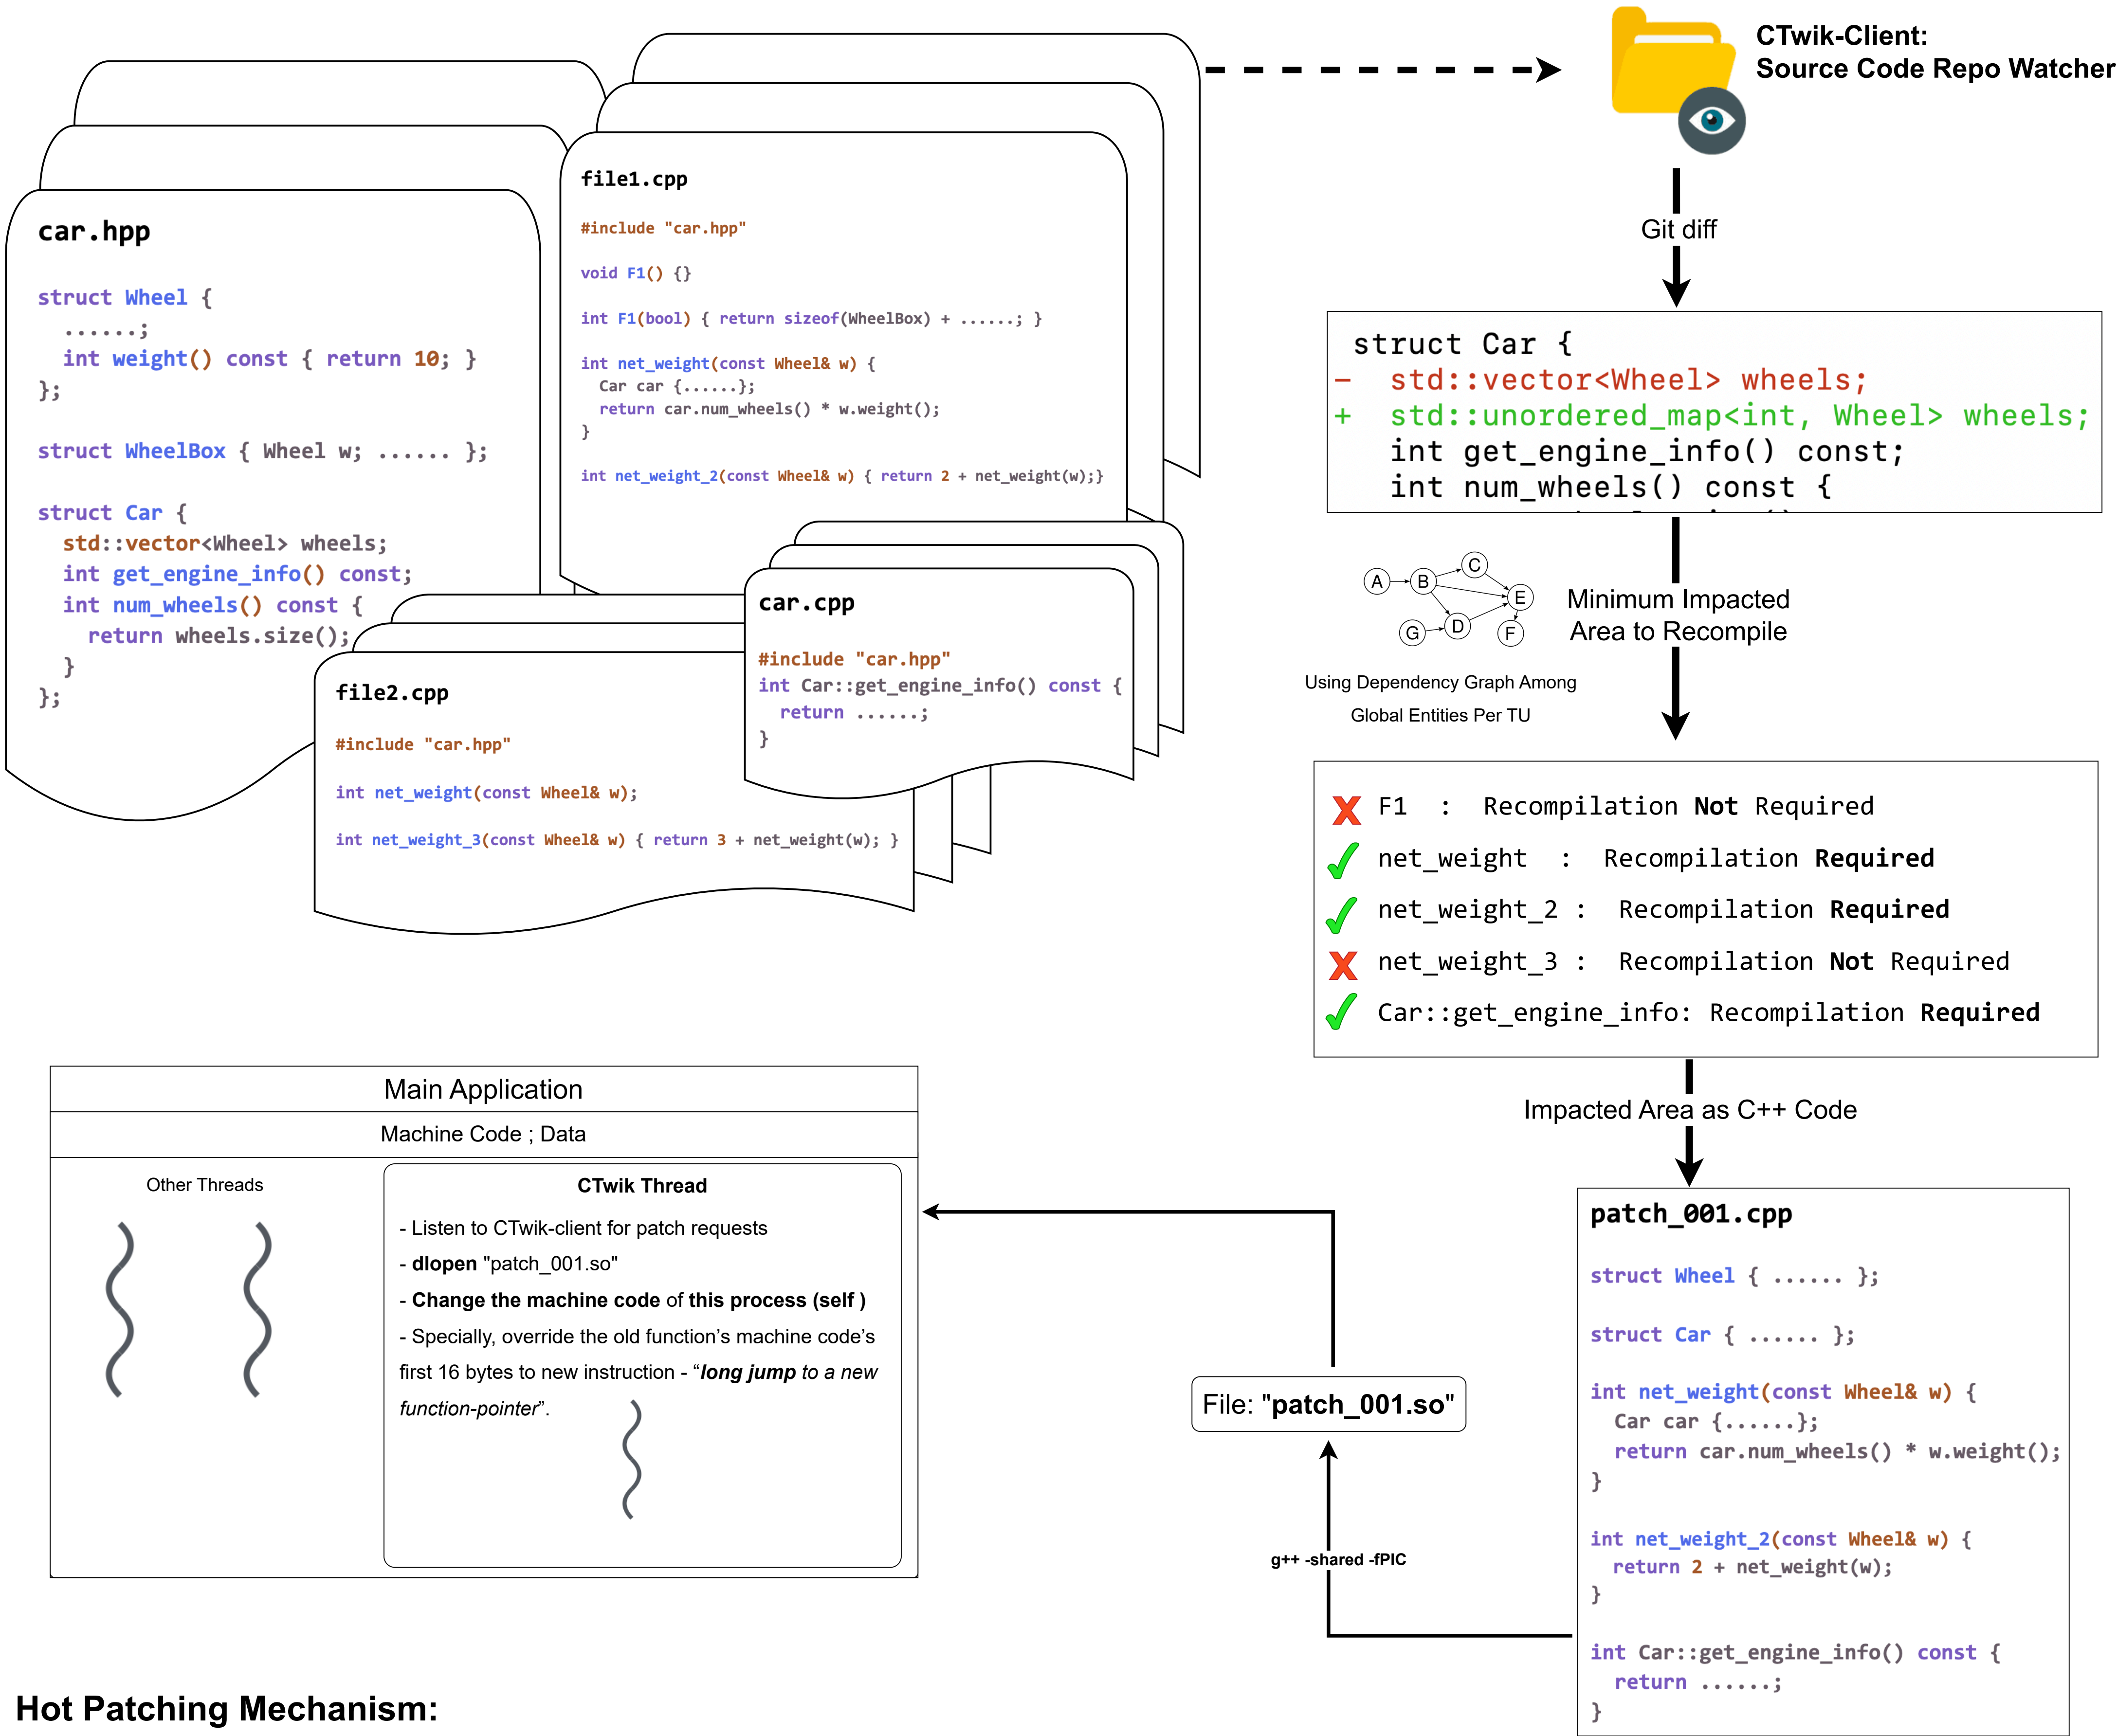 car.hpp
struct Wheel {
......;
int weight() const { return 10; }
};
struct WheelBox { Wheel w; ...... };
struct Car {
std::vector<Wheel> wheels;
int get_engine_info() const;
int num_wheels() const {
return wheels.size();
}
};
file1.cpp
#include "car.hpp"
void F1() {}
int F1(bool) { return sizeof(WheelBox) + ......; }
int net_weight(const Wheel& w) {
Car car {......};
return car.num_wheels() * w.weight();
}
int net_weight_2(const Wheel& w) { return 2 + net_weight(w);}
file2.cpp
#include "car.hpp"
int net_weight(const Wheel& w);
int net_weight_3(const Wheel& w) { return 3 + net_weight(w); }
car.cpp
#include "car.hpp"
int Car::get_engine_info() const {
return ......;
}
CTwik-Client:
Source Code Repo Watcher
Git diff
struct Car {
- std::vector<Wheel> wheels;
+ std::unordered_map<int, Wheel> wheels;
int get_engine_info() const;
int num_wheels() const {
A
B
C
D
E
F
G
Minimum Impacted
Area to Recompile
Using Dependency Graph Among
Global Entities Per TU
F1 : Recompilation Not Required
net_weight : Recompilation Required
net_weight_2 : Recompilation Required
net_weight_3 : Recompilation Not Required
Car::get_engine_info: Recompilation Required
Impacted Area as C++ Code
patch_001.cpp
struct Wheel { ...... };
struct Car { ...... };
int net_weight(const Wheel& w) {
Car car {......};
return car.num_wheels() * w.weight();
}
int net_weight_2(const Wheel& w) {
return 2 + net_weight(w);
}
int Car::get_engine_info() const {
return ......;
}
g++ -shared -fPIC
File: "patch_001.so"
Main Application
Machine Code ; Data
Other Threads
CTwik Thread
- Listen to CTwik-client for patch requests
- dlopen "patch_001.so"
- Change the machine code of this process (self )
- Specially, override the old function’s machine code’s
first 16 bytes to new instruction - “long jump to a new
function-pointer”.
Hot Patching Mechanism: